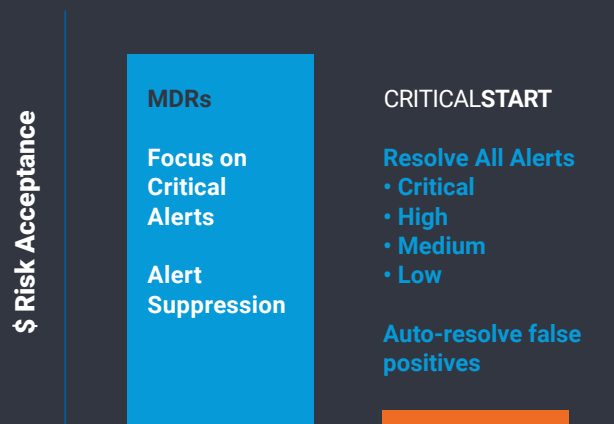 $ Risk Acceptance
MDRs
Focus on
Critical
Alerts
Alert
Suppression
CRITICALSTART
Resolve All Alerts
• Critical
• High
• Medium
• Low
Auto-resolve false
positives